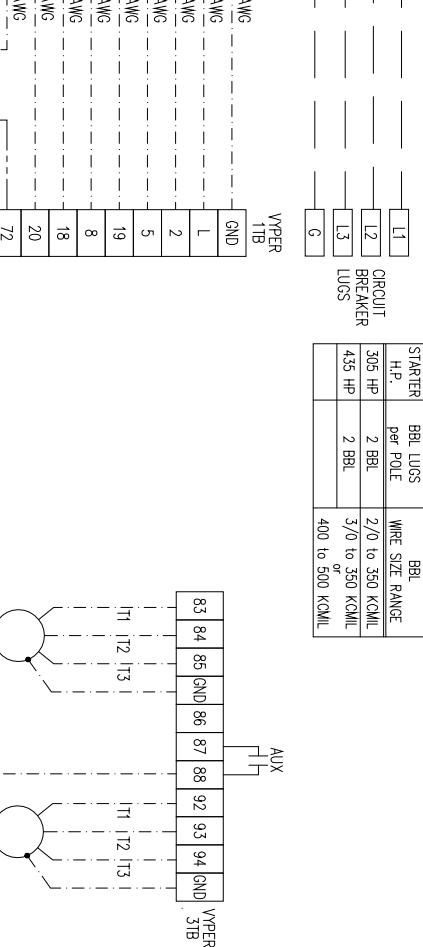 AWG
AWG
AWG
AWG
AWG
AWG
AWG
AWG
72
20
18
8
19
5
2
L
GND
VYPER
1TB
G
L3
L2
L1
CIRCUIT
BREAKER
LUGS
STARTER
H.P.
BBL LUGS
per POLE
BBL
WIRE SIZE RANGE
305 HP
2 BBL
2/0 to 350 KCMIL
435 HP
2 BBL
3/0 to 350 KCMIL
or
400 to 500 KCMIL
83
84
85
GND
86
87
88
92
93
94
GND
VYPER
3TB
AUX
T1
T2
T3
T1
T2
T3